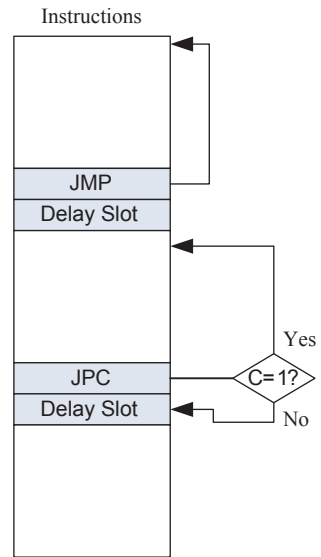 Instructions
JMP
Delay Slot
Yes
JPC
C=1?
Delay Slot
No